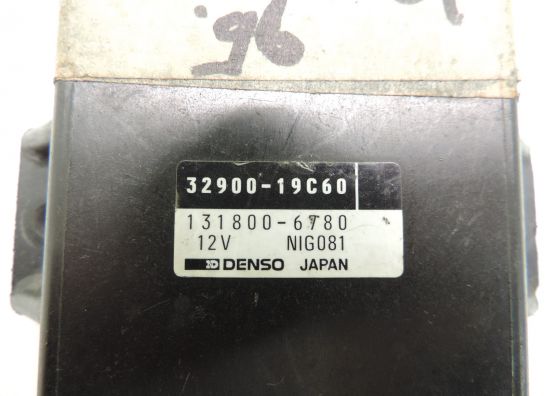 '96
32900-19C60
131800-6780
12V NIG081
DENSO JAPAN